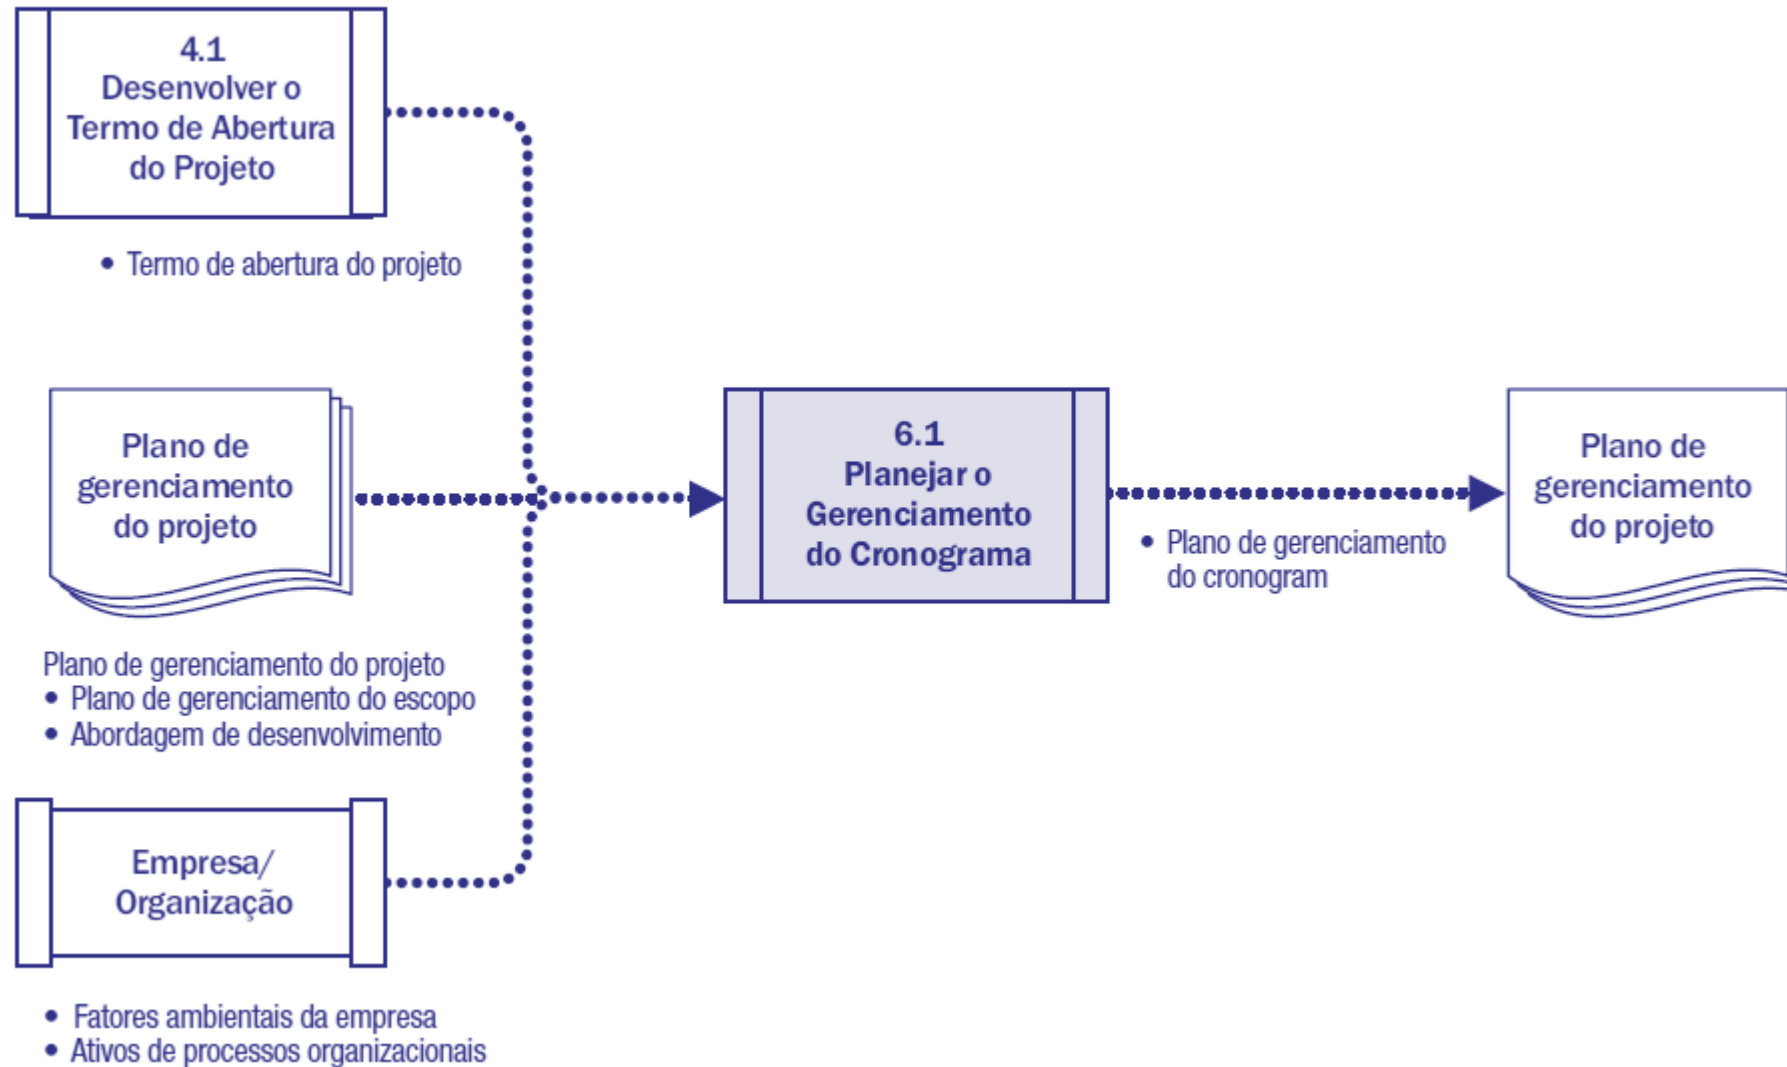 4.1
Desenvolver o
Termo de Abertura
do Projeto
• Termo de abertura do projeto
Plano de
gerenciamento
do projeto
Plano de gerenciamento do projeto
• Plano de gerenciamento do escopo
• Abordagem de desenvolvimento
Empresa/
Organização
• Fatores ambientais da empresa
• Ativos de processos organizacionais
6.1
Planejar o
Gerenciamento
do Cronograma
• Plano de gerenciamento
do cronogram
Plano de
gerenciamento
do projeto